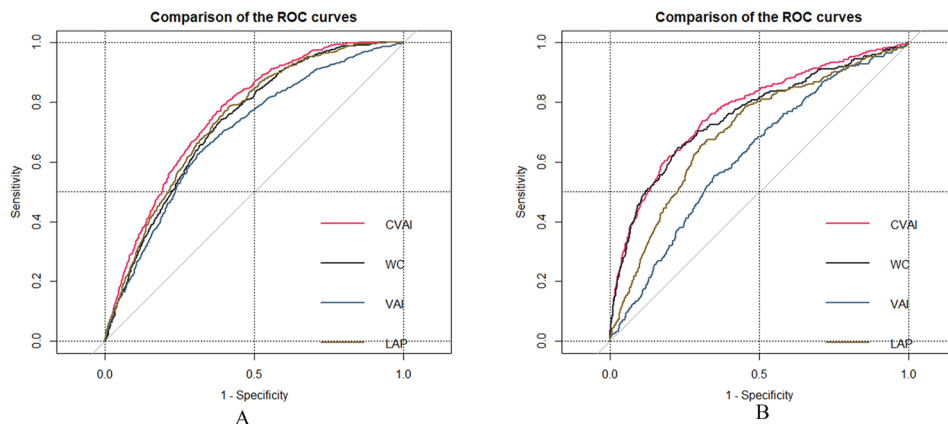 Comparison of the ROC curves
Sensitivity
1.0
0.8
0.6
0.4
0.2
0.0
CVAI
WC
VAI
LAP
0.0 0.5 1.0
1 - Specificity
A
Comparison of the ROC curves
Sensitivity
1.0
0.8
0.6
0.4
0.2
0.0
CVAI
WC
VAI
LAP
0.0 0.5 1.0
1 - Specificity
B